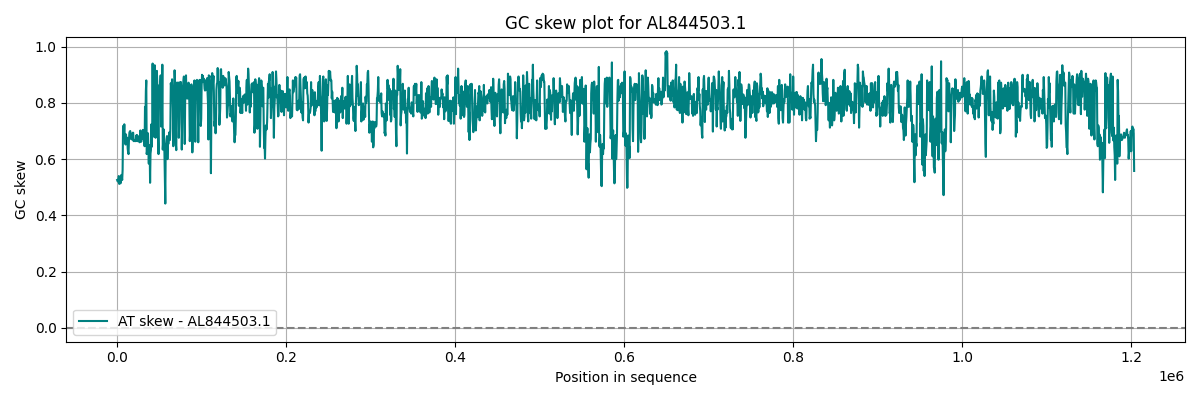 GC skew plot for AL844503.1
GC skew
1.0
0.8
0.6
0.4
0.2
0.0
AT skew - AL844503.1
0.0 0.2 0.4 0.6 0.8 1.0 1.2
1e6
Position in sequence